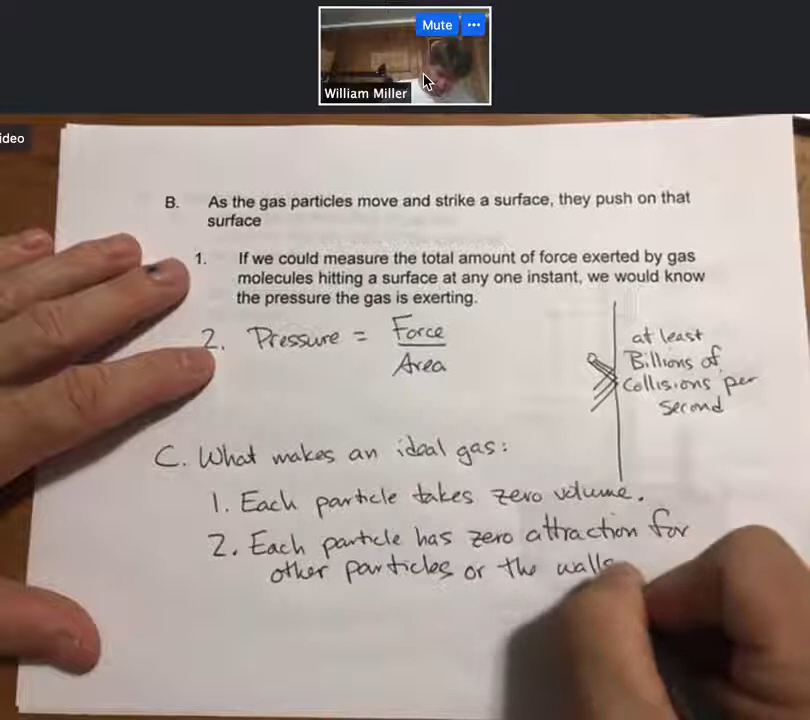 Mute
William Miller
ideo
B. As the gas particles move and strike a surface, they push on that
surface
1. If we could measure the total amount of force exerted by gas
molecules hitting a surface at any one instant, we would know
the pressure the gas is exerting.
2. Pressure = Force
Area
at least
Billions of
Collisions per
second
C. What makes an ideal gas:
1. Each particle takes zero volume.
2. Each particle has zero attraction for
other particles or the walls